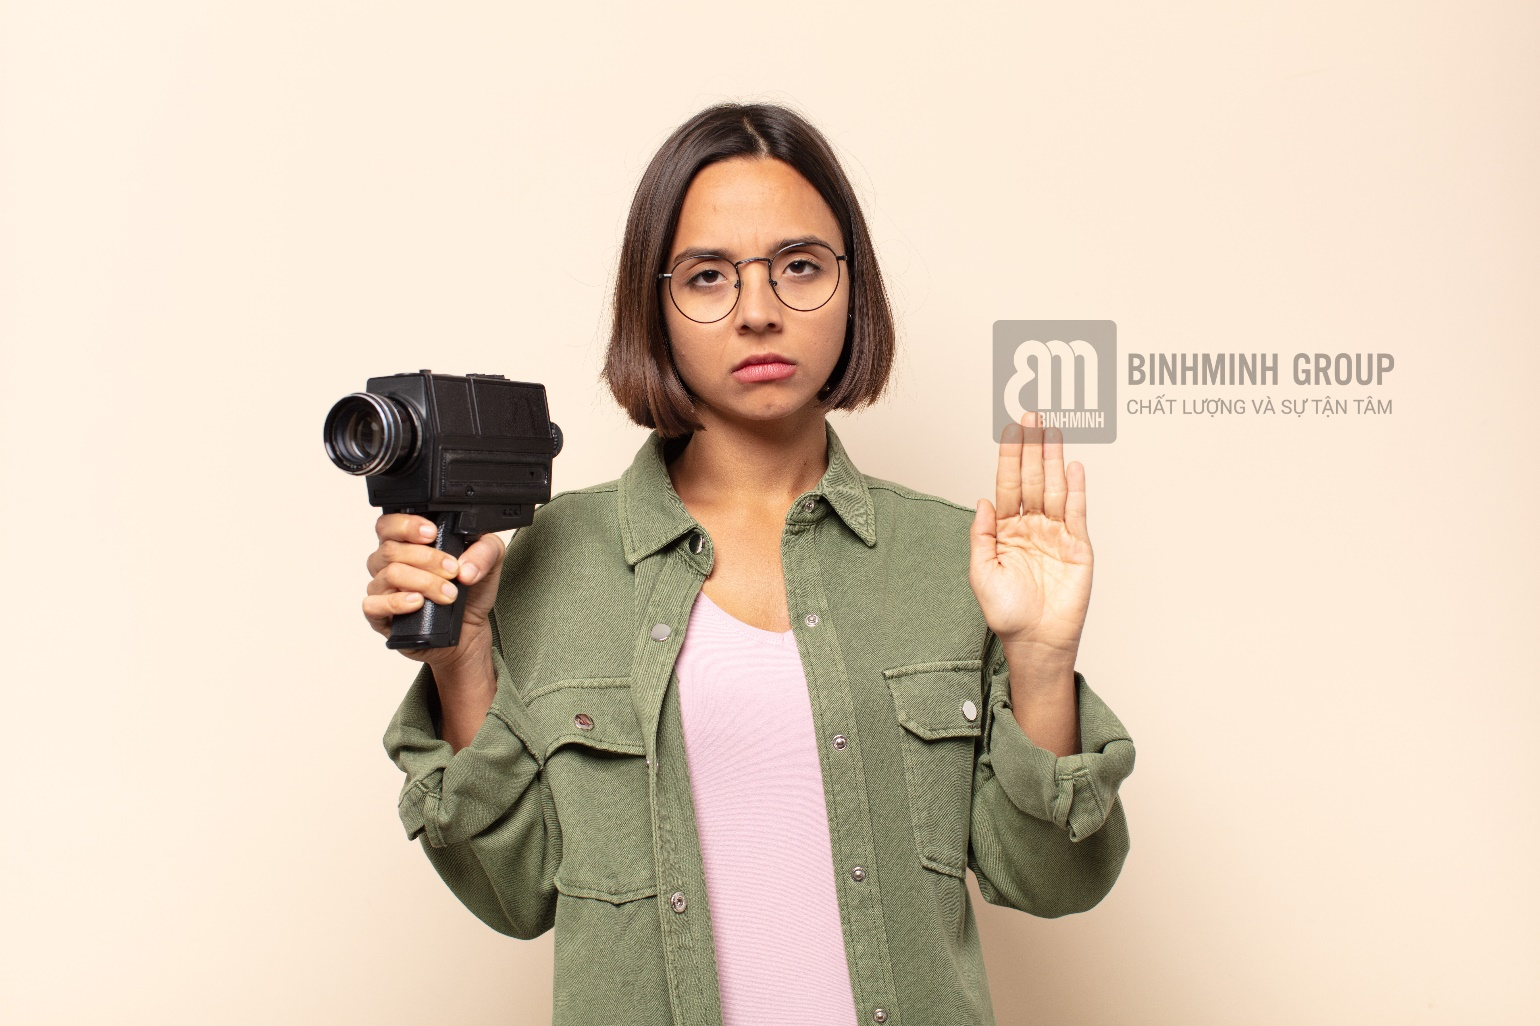 BINHMINH
BINHMINH GROUP
CHẤT LƯỢNG VÀ SỰ TẬN TÂM